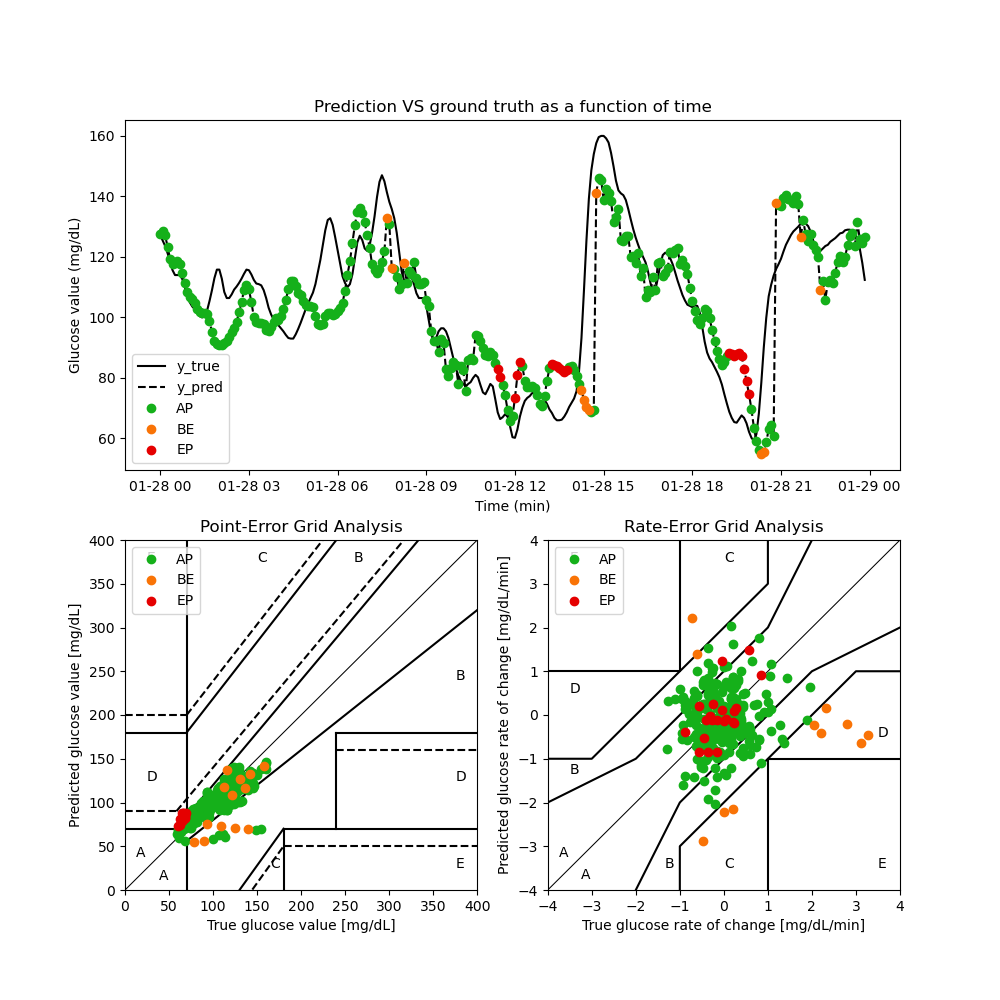 Prediction VS ground truth as a function of time
Glucose value (mg/dL)
160
140
120
100
80
60
y_true
y_pred
AP
BE
EP
01-28 00 01-28 03 01-28 06 01-28 09 01-28 12 01-28 15 01-28 18 01-28 21 01-29 00
Time (min)
Point-Error Grid Analysis
Predicted glucose value [mg/dL]
400
350
300
250
200
150
100
50
0
AP
BE
EP
C
B
B
D
D
A
A
C
E
0 50 100 150 200 250 300 350 400
True glucose value [mg/dL]
Rate-Error Grid Analysis
Predicted glucose rate of change [mg/dL/min]
4
3
2
1
0
−1
−2
−3
−4
AP
BE
EP
C
D
D
B
A
A
B
C
E
−4 −3 −2 −1 0 1 2 3 4
True glucose rate of change [mg/dL/min]